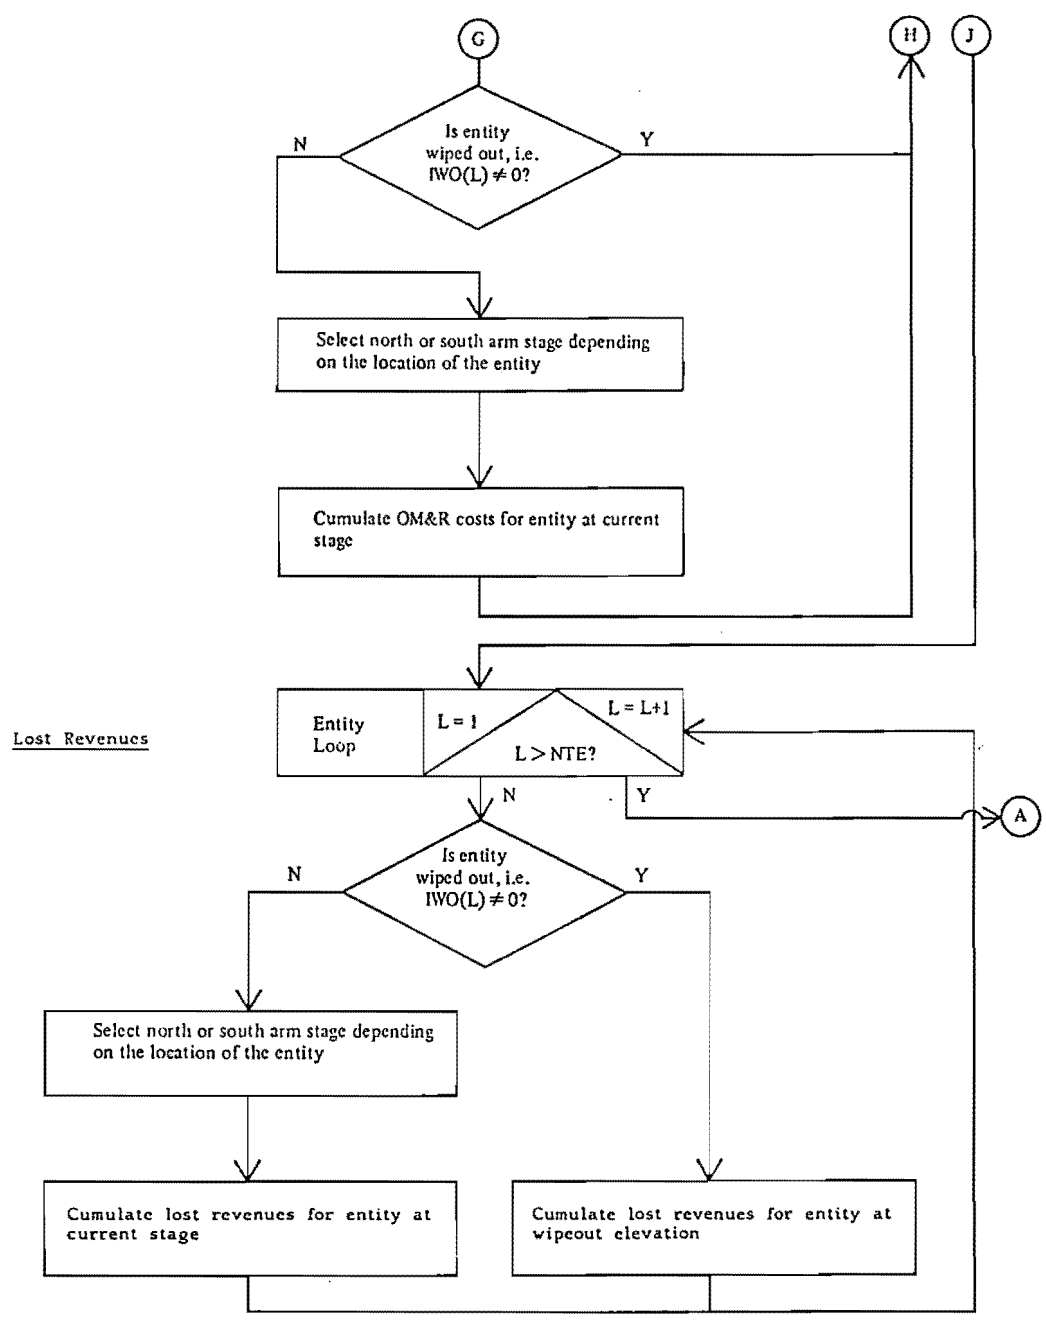 G
H
J
Is entity
wiped out, i.e.
IWO(L) ≠ 0?
N
Y
Select north or south arm stage depending
on the location of the entity
Cumulate OM&R costs for entity at current
stage
Lost Revenues
Entity
Loop
L = 1
L = L+1
L > NTE?
N
Y
A
Is entity
wiped out, i.e.
IWO(L) ≠ 0?
N
Y
Select north or south arm stage depending
on the location of the entity
Cumulate lost revenues for entity at
current stage
Cumulate lost revenues for entity at
wipeout elevation